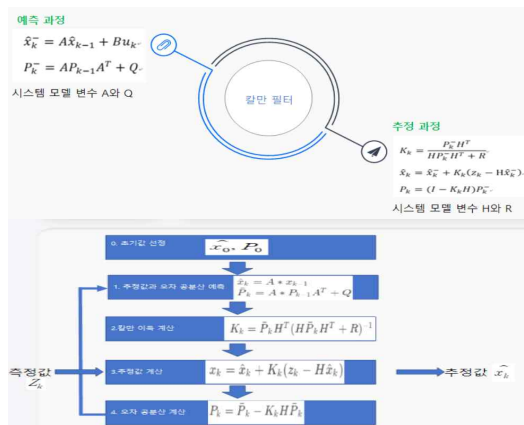 예측 과정
x̂ₖ⁻ = Ax̂ₖ₋₁ + Buₖ
Pₖ⁻ = APₖ₋₁Aᵀ + Q
시스템 모델 변수 A와 Q
칼만 필터
추정 과정
Kₖ = Pₖ⁻Hᵀ / HPₖ⁻Hᵀ + R
x̂ₖ = x̂ₖ⁻ + Kₖ(zₖ − Hx̂ₖ⁻)
Pₖ = (I − KₖH)Pₖ⁻
시스템 모델 변수 H와 R
0. 초기값 선정
x̂₀, P₀
1. 추정값과 오차 공분산 예측
x̂ₖ = A * xₖ₋₁
P̂ₖ = A * Pₖ₋₁Aᵀ + Q
2.칼만 이득 계산
Kₖ = P̂ₖHᵀ(HP̂ₖHᵀ + R)⁻¹
측정값
Zₖ
3.추정값 계산
xₖ = x̂ₖ + Kₖ(zₖ − Hx̂ₖ)
추정값 x̂ₖ
4. 오차 공분산 계산
Pₖ = P̂ₖ − KₖHP̂ₖ